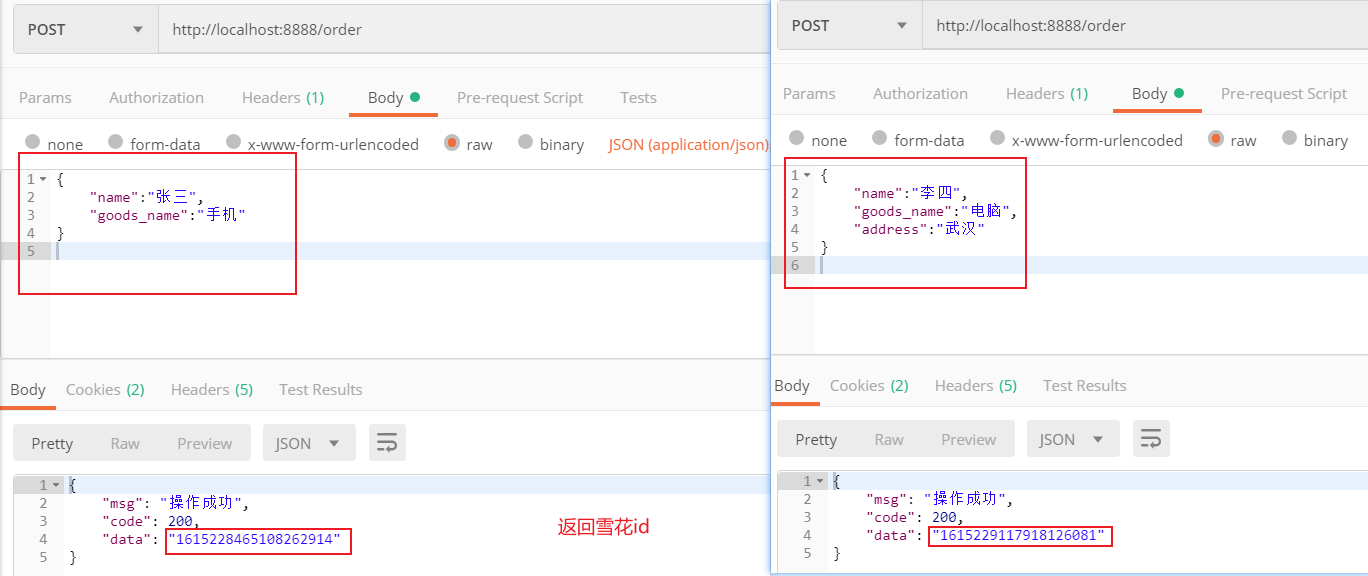 POST http://localhost:8888/order
Params Authorization Headers (1) Body Pre-request Script Tests
none form-data x-www-form-urlencoded raw binary JSON (application/json)
1 {
2 "name":"张三",
3 "goods_name":"手机"
4 }
5
Body Cookies (2) Headers (5) Test Results
Pretty Raw Preview JSON
1 {
2 "msg": "操作成功",
3 "code": 200,
4 "data": "1615228465108262914"
5 }
返回雪花id
POST http://localhost:8888/order
Params Authorization Headers (1) Body Pre-request Script
none form-data x-www-form-urlencoded raw binary
1 {
2 "name":"李四",
3 "goods_name":"电脑",
4 "address":"武汉"
5 }
6
Body Cookies (2) Headers (5) Test Results
Pretty Raw Preview JSON
1 {
2 "msg": "操作成功",
3 "code": 200,
4 "data": "1615229117918126081"
5 }